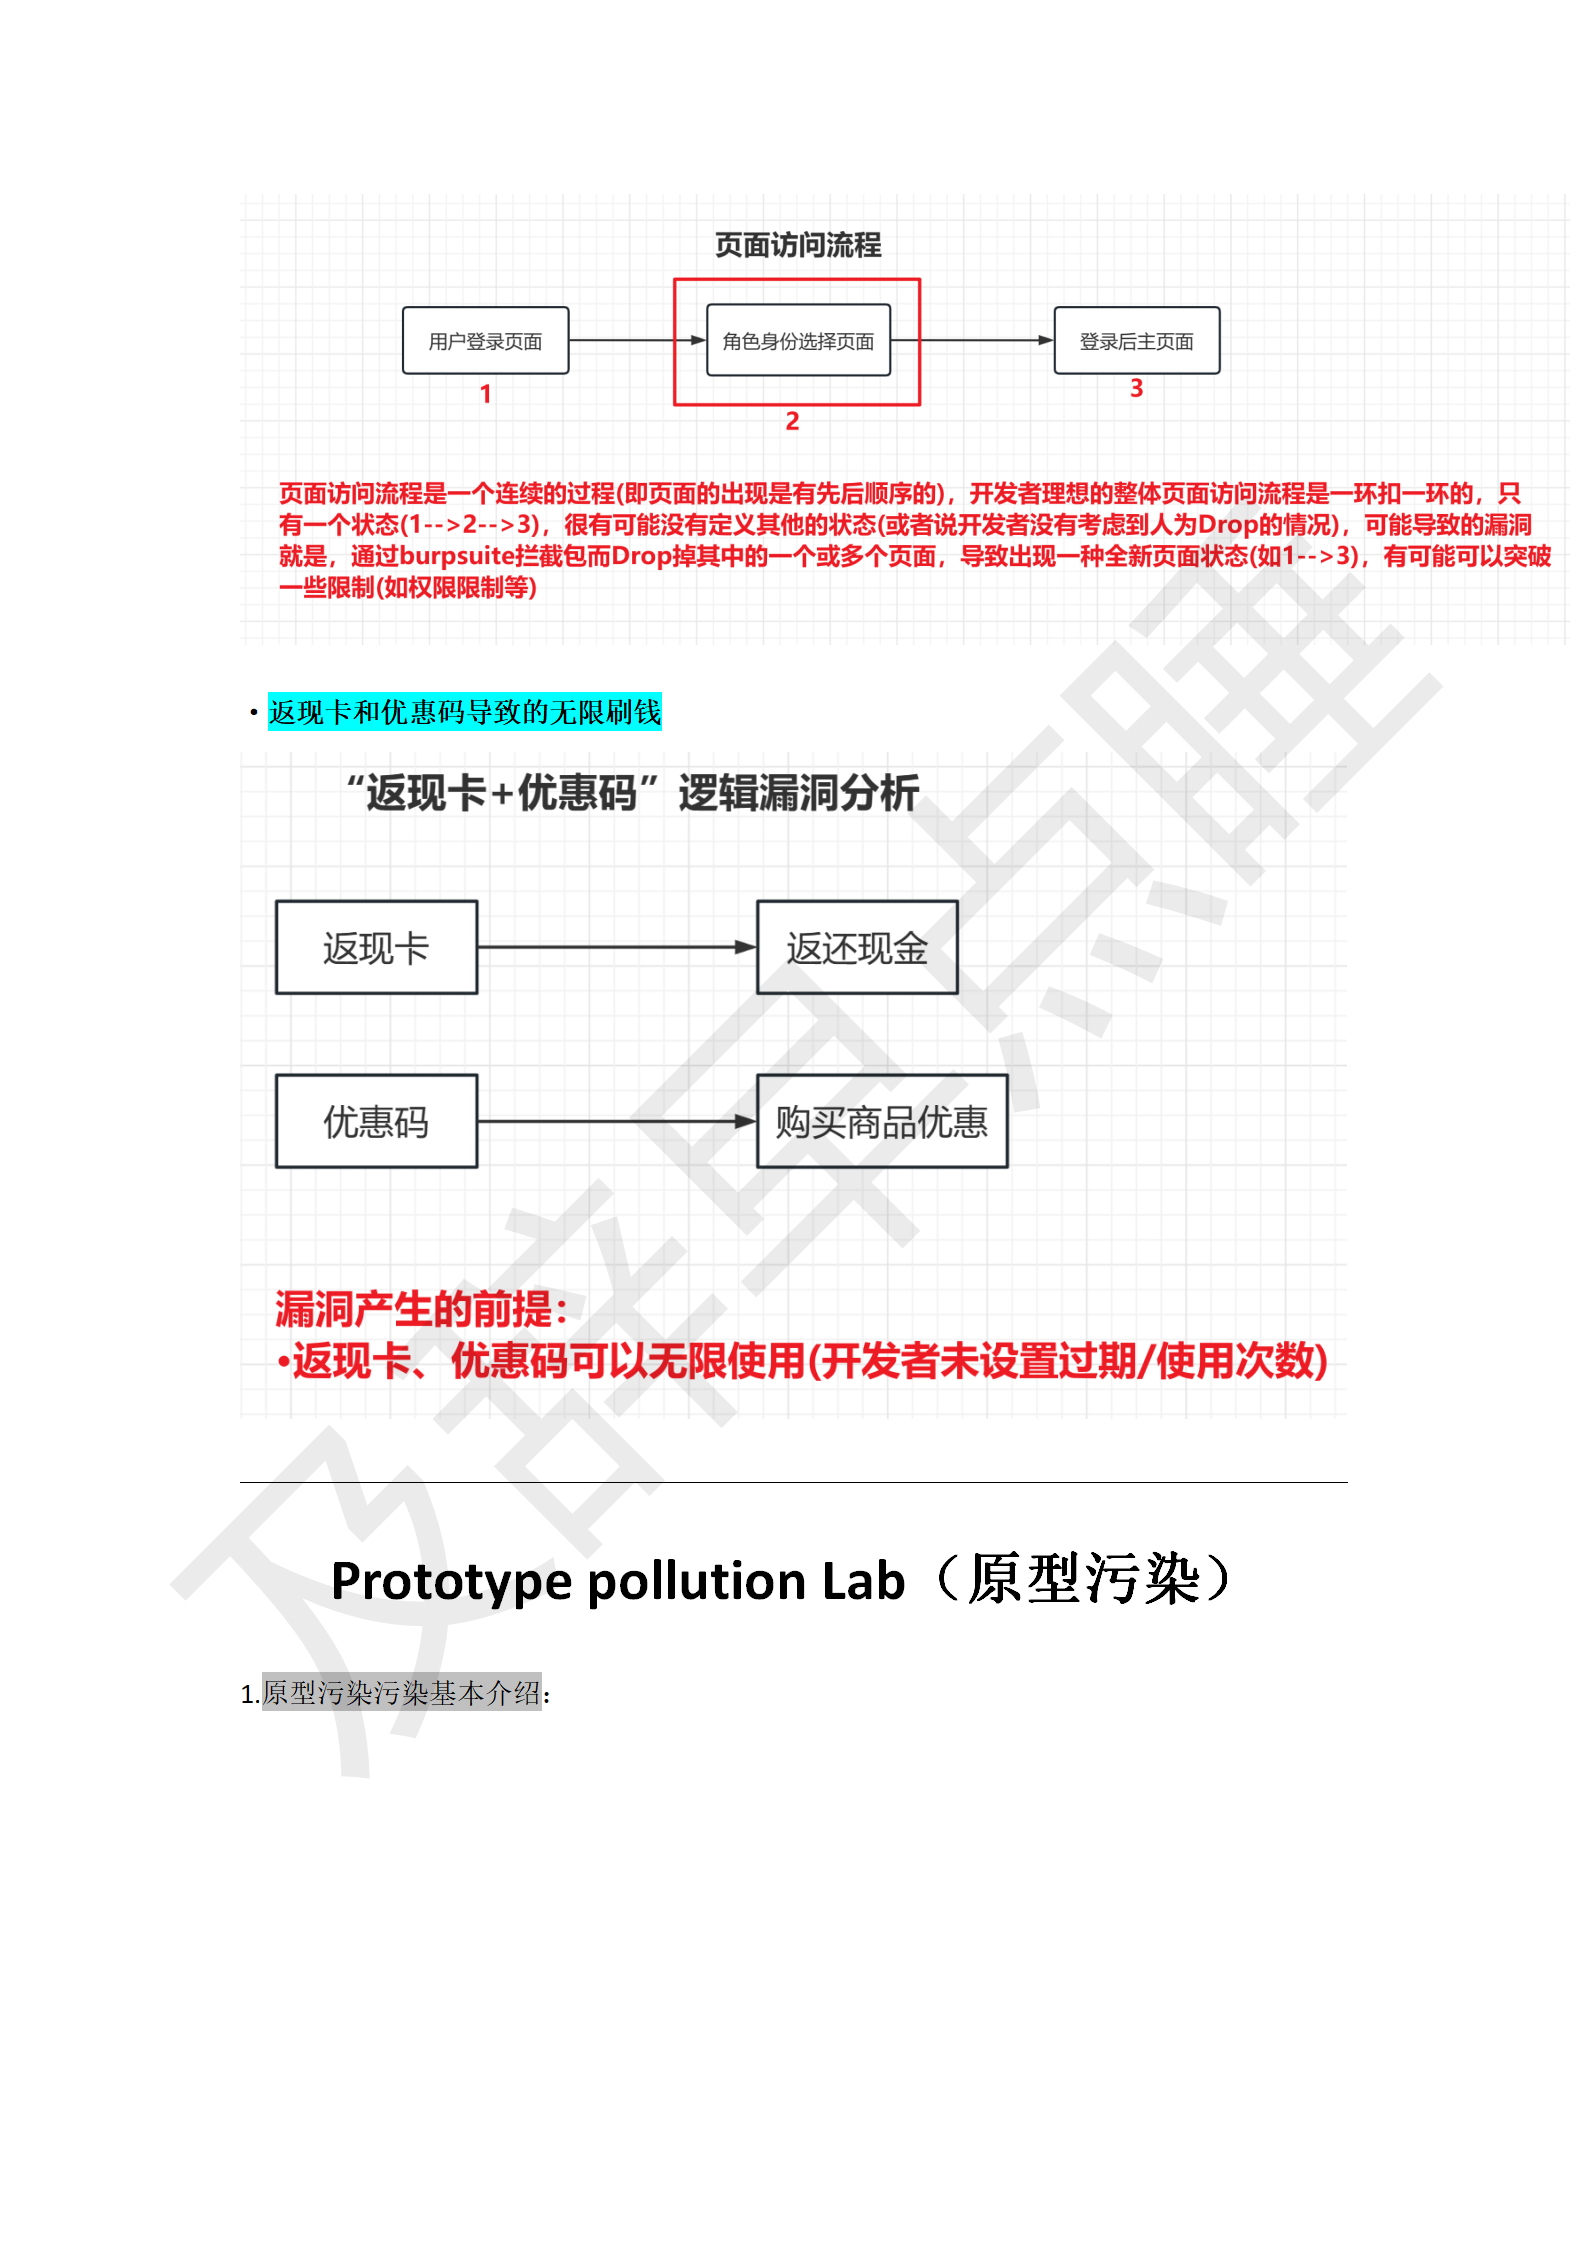 页面访问流程
用户登录页面
角色身份选择页面
登录后主页面
1
2
3
页面访问流程是一个连续的过程(即页面的出现是有先后顺序的)，开发者理想的整体页面访问流程是一环扣一环的，只
有一个状态(1-->2-->3)，很有可能没有定义其他的状态(或者说开发者没有考虑到人为Drop的情况)，可能导致的漏洞
就是，通过burpsuite拦截包而Drop掉其中的一个或多个页面，导致出现一种全新页面状态(如1-->3)，有可能可以突破
一些限制(如权限限制等)
·返现卡和优惠码导致的无限刷钱
“返现卡+优惠码”逻辑漏洞分析
返现卡
返还现金
优惠码
购买商品优惠
漏洞产生的前提：
•返现卡、优惠码可以无限使用(开发者未设置过期/使用次数)
Prototype pollution Lab（原型污染）
1.原型污染污染基本介绍：
及辞早点睡